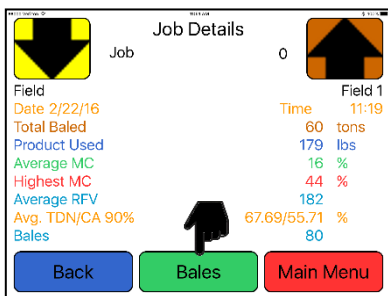 Job Details
Job 0
Field Field 1
Date 2/22/16 Time 11:19
Total Baled 60 tons
Product Used 179 lbs
Average MC 16 %
Highest MC 44 %
Average RFV 182
Avg. TDN/CA 90% 67.69/55.71 %
Bales 80
Back Bales Main Menu